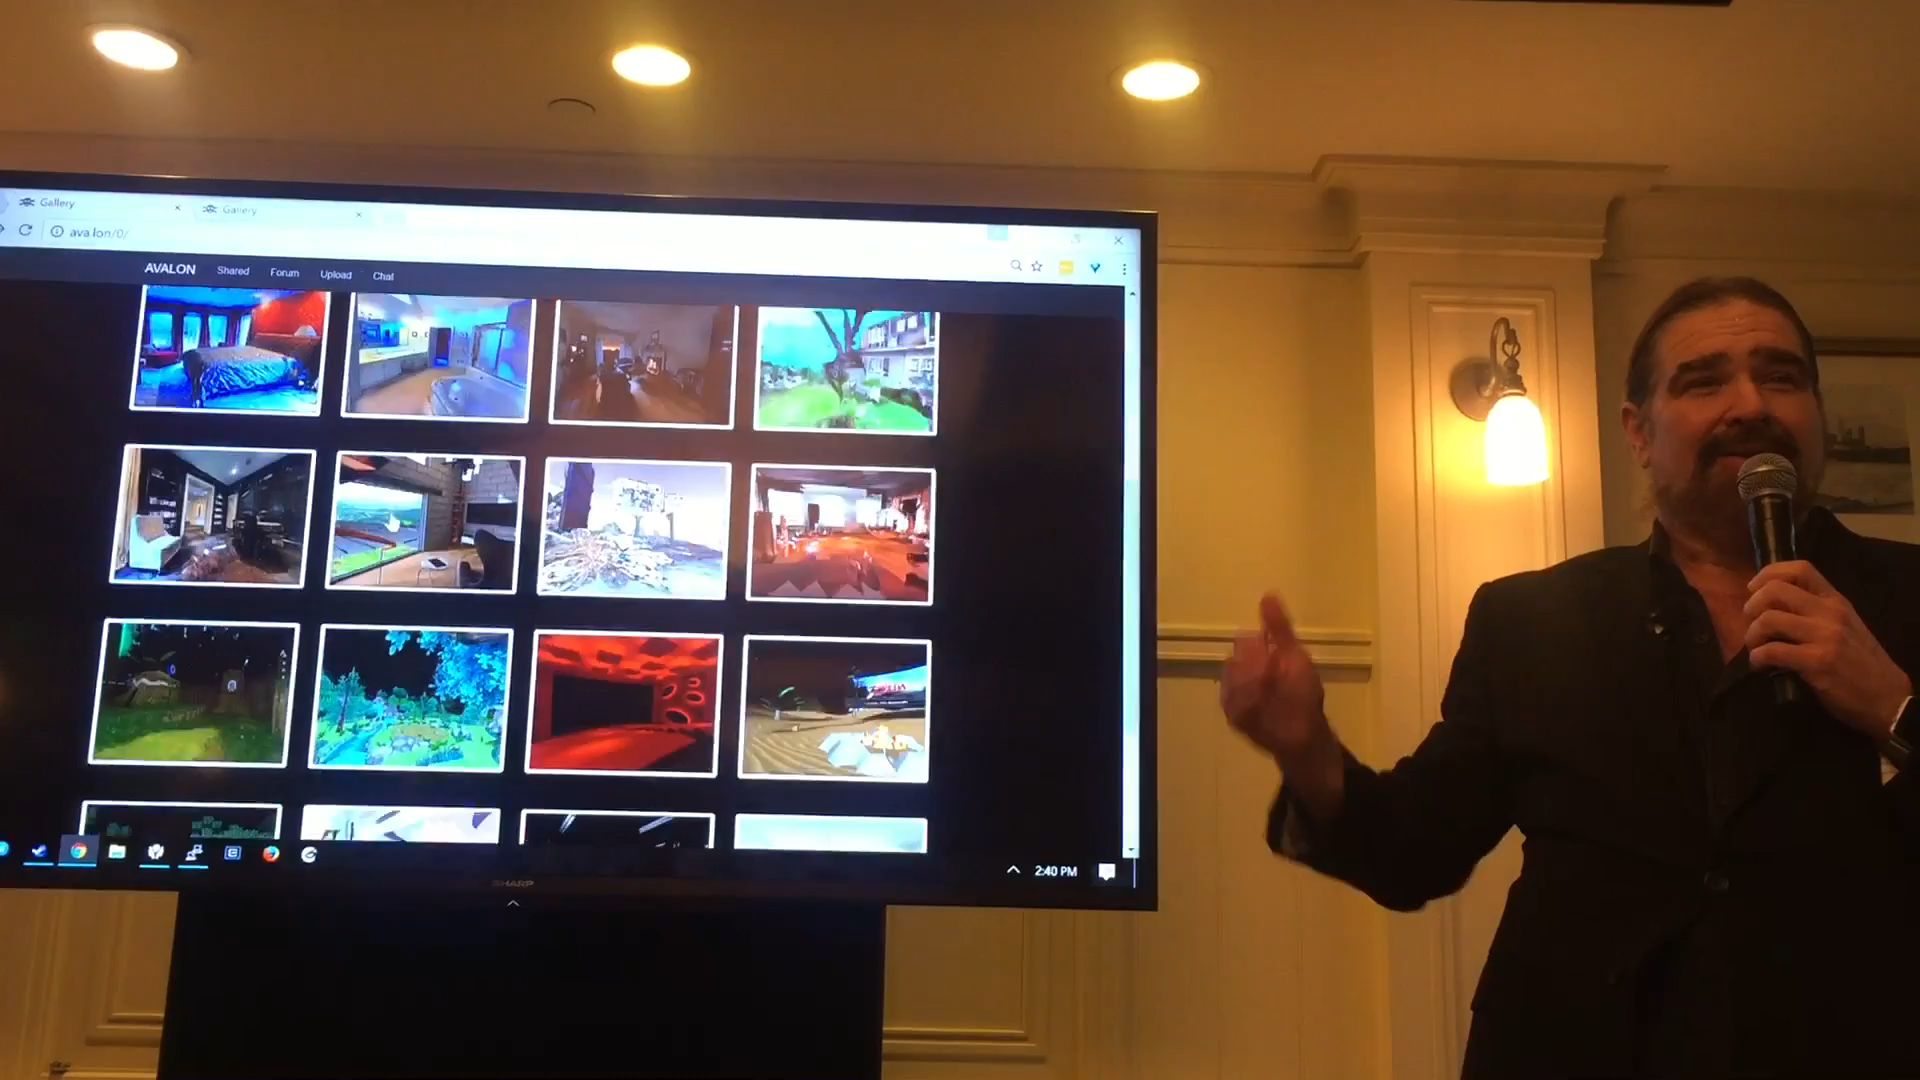 Gallery
Gallery
ava.lon/0/
AVALON Shared Forum Upload Chat
2:40 PM
SHARP